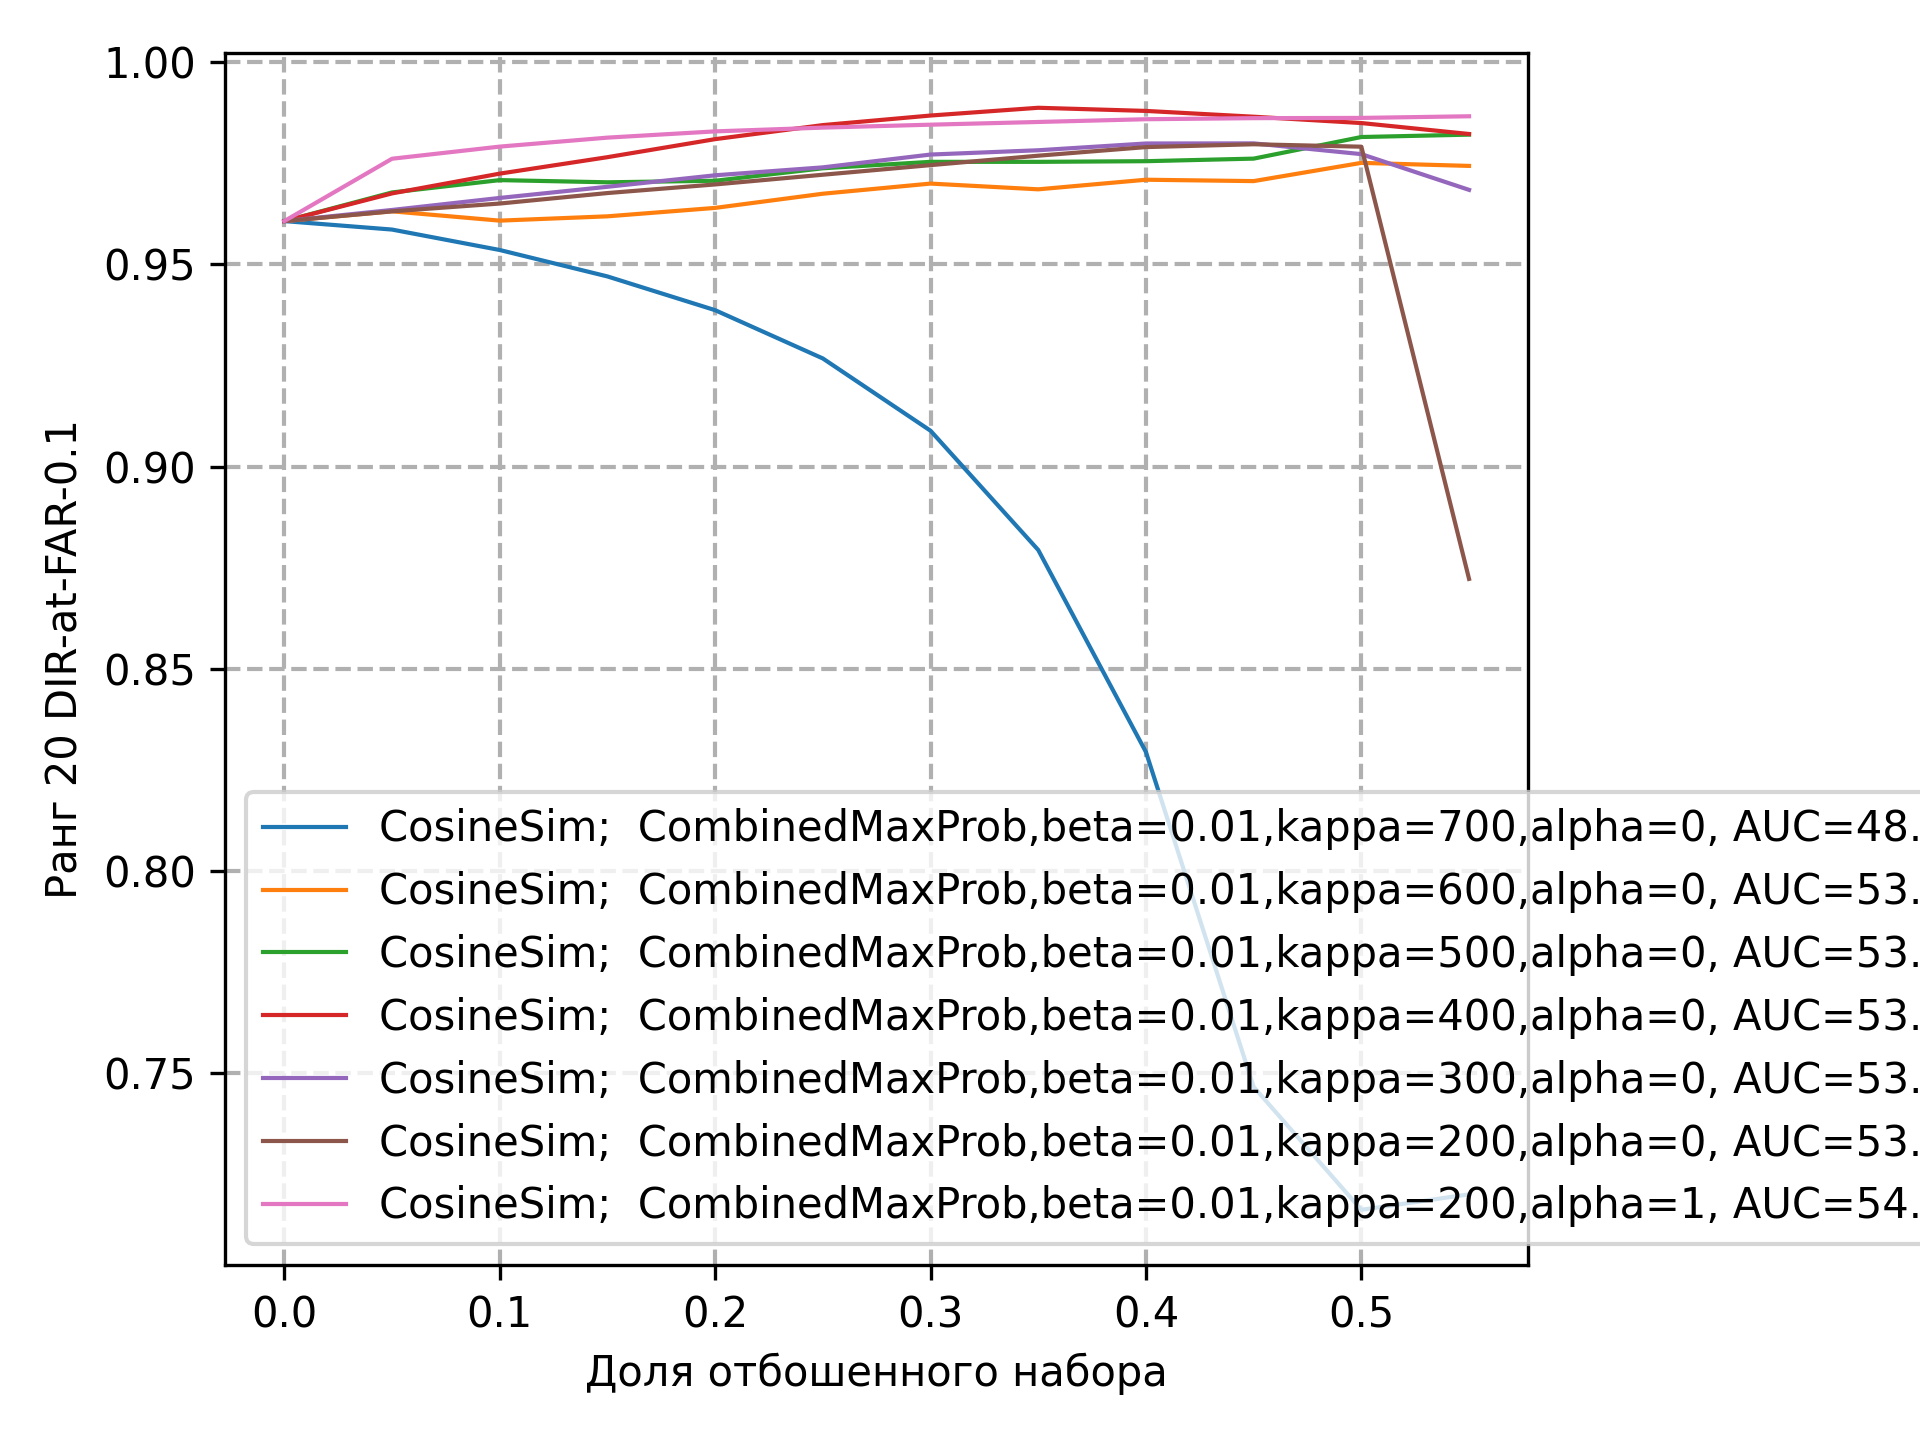 1.00
0.95
0.90
0.85
0.80
0.75
Ранг 20 DIR-at-FAR-0.1
CosineSim;  CombinedMaxProb,beta=0.01,kappa=700,alpha=0, AUC=48.
CosineSim;  CombinedMaxProb,beta=0.01,kappa=600,alpha=0, AUC=53.
CosineSim;  CombinedMaxProb,beta=0.01,kappa=500,alpha=0, AUC=53.
CosineSim;  CombinedMaxProb,beta=0.01,kappa=400,alpha=0, AUC=53.
CosineSim;  CombinedMaxProb,beta=0.01,kappa=300,alpha=0, AUC=53.
CosineSim;  CombinedMaxProb,beta=0.01,kappa=200,alpha=0, AUC=53.
CosineSim;  CombinedMaxProb,beta=0.01,kappa=200,alpha=1, AUC=54.
0.0 0.1 0.2 0.3 0.4 0.5
Доля отбошенного набора